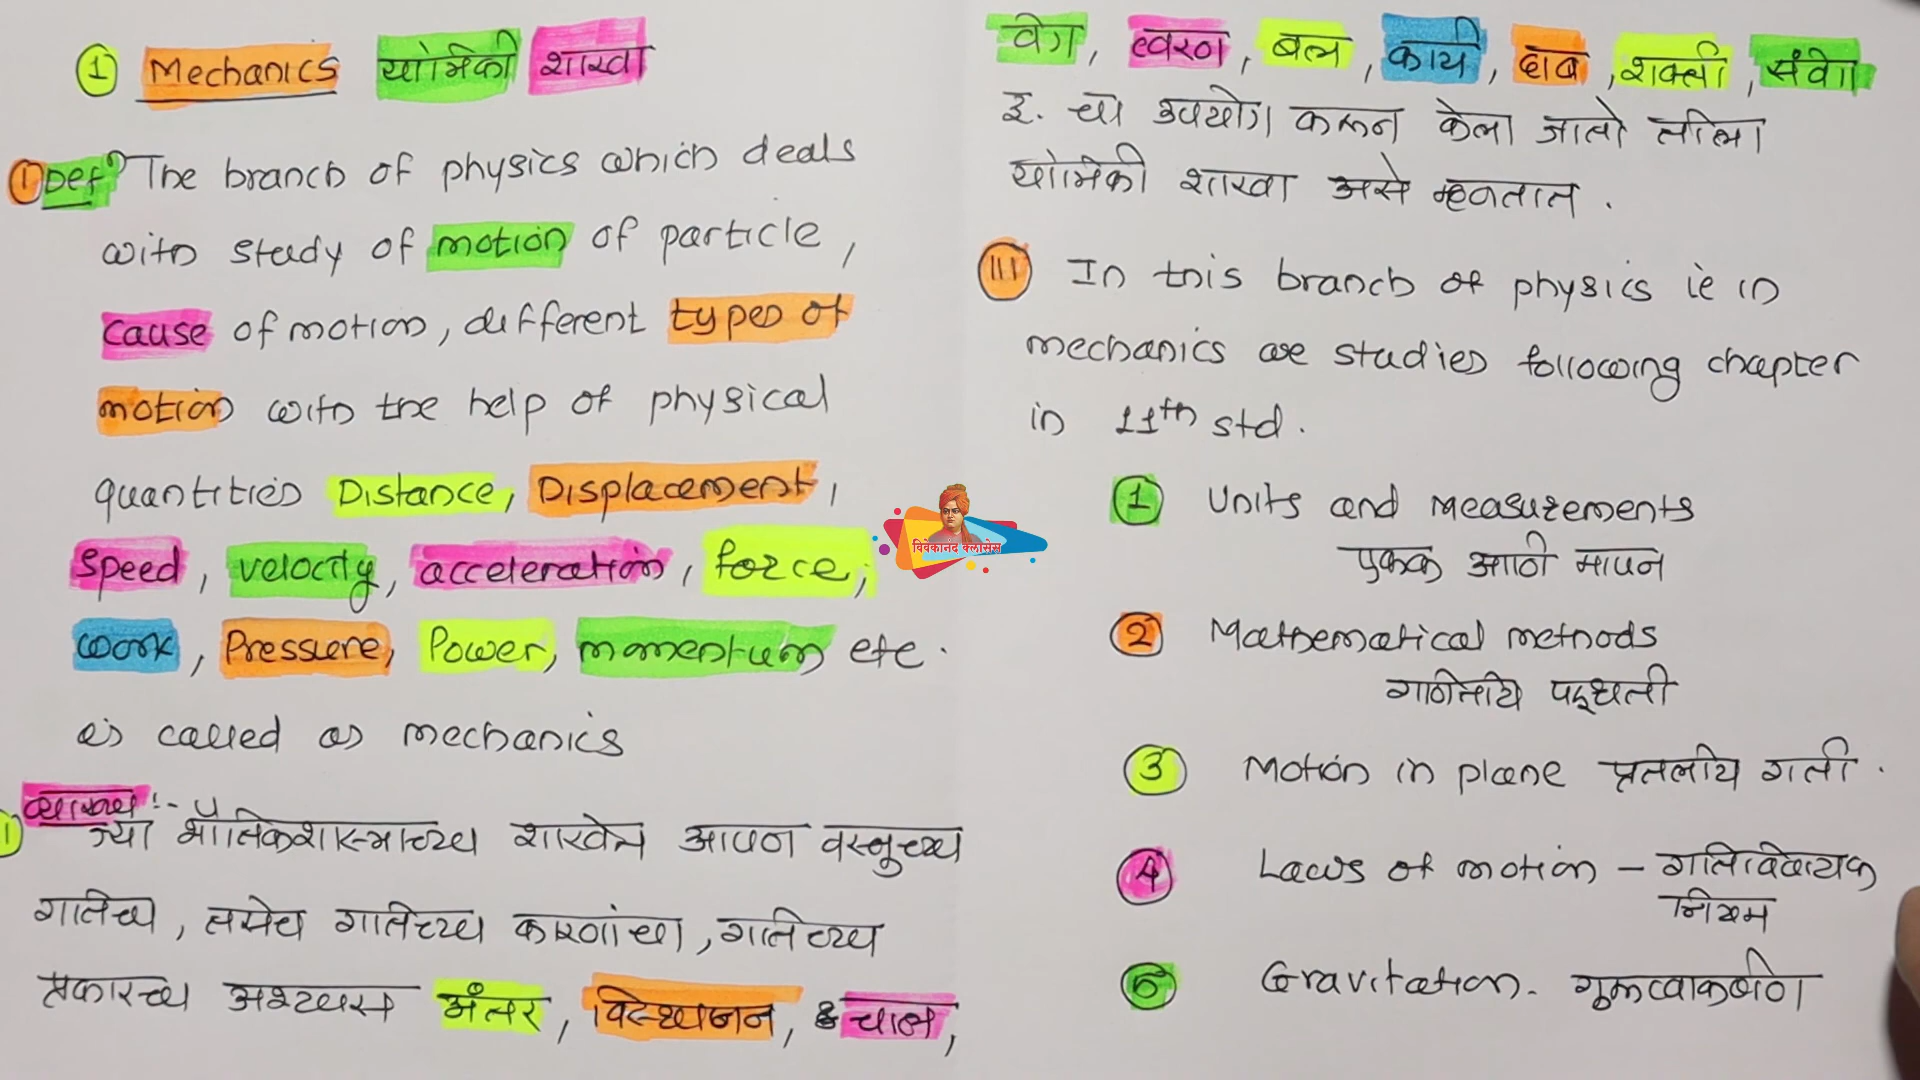 1 Mechanics यांमिकी शाखा
I Defn The branch of physics which deals
with study of motion of particle,
cause of motion, different types of
motion with the help of physical
quantities Distance, Displacement,
Speed, velocity, acceleration, force,
work, Pressure, Power, momentum etc.
is called as mechanics
व्याख्या :-
ज्या भौतिकशास्त्राच्या शाखेत आपण वस्तुच्या
गतिचा, तसेच गतिच्या कारणांचा, गतिच्या
प्रकारच्या अभ्यास अंतर, विस्थापन, & चाल,
विवेकानंद क्लासेस
वेग, त्वरण, बल, कार्य, दाब, शक्ती, संवेग
इ. चा उपयोग करून केला जातो तीला
यांमिकी शाखा असे म्हणतात.
III In this branch of physics ie in
mechanics are studied following chapter
in 11th std.
1 Units and Measurements
एकक आणी मापन
2 Mathematical methods
गाणितीय पद्धती
3 Motion in plane प्रतलीय गती.
4 Laws of motion - गतिविषयक
नियम
5 Gravitation. गुरुत्वाकर्षण